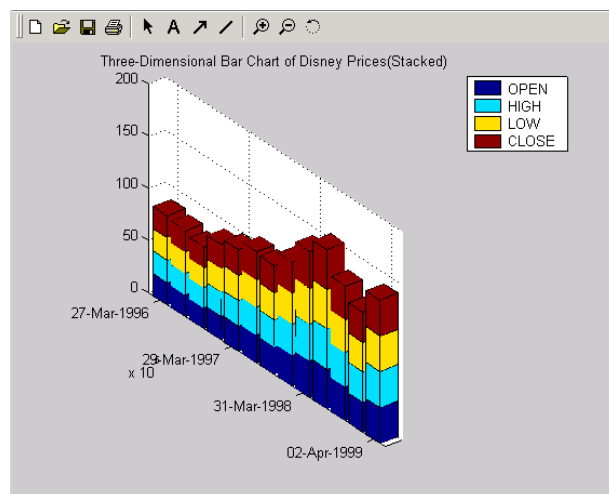 A
Three-Dimensional Bar Chart of Disney Prices(Stacked)
OPEN
HIGH
LOW
CLOSE
200
150
100
50
0
27-Mar-1996
29-Mar-1997
x 10
31-Mar-1998
02-Apr-1999